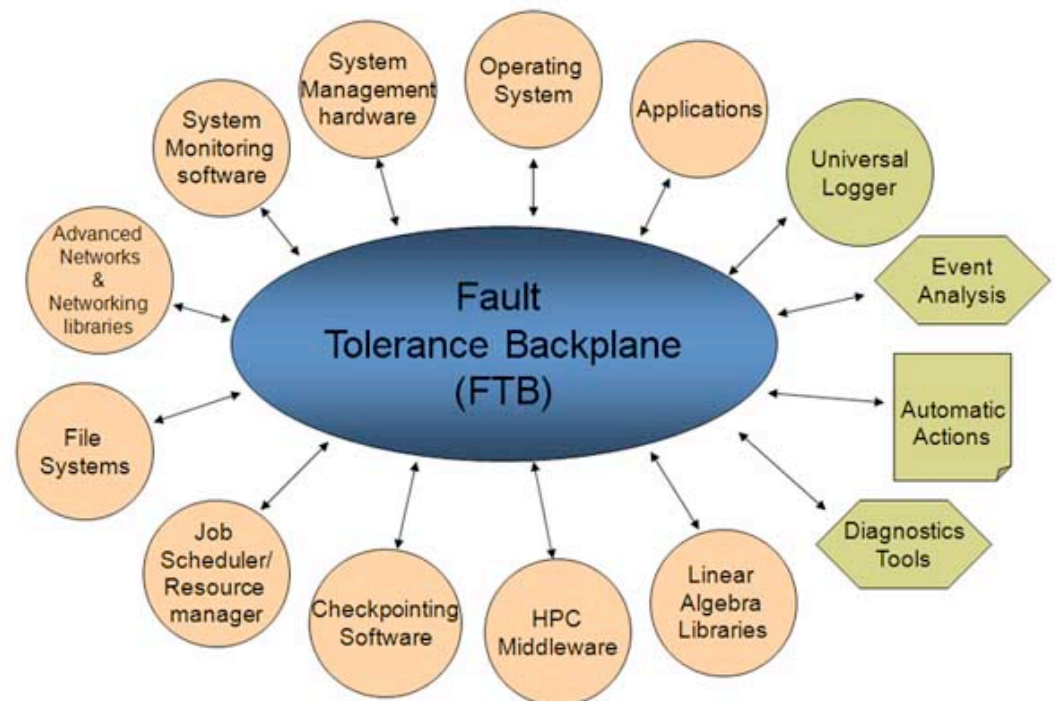 System
Management
hardware
Operating
System
Applications
System
Monitoring
software
Universal
Logger
Advanced
Networks
&
Networking
libraries
Event
Analysis
Fault
Tolerance Backplane
(FTB)
Automatic
Actions
File
Systems
Diagnostics
Tools
Job
Scheduler/
Resource
manager
Checkpointing
Software
HPC
Middleware
Linear
Algebra
Libraries